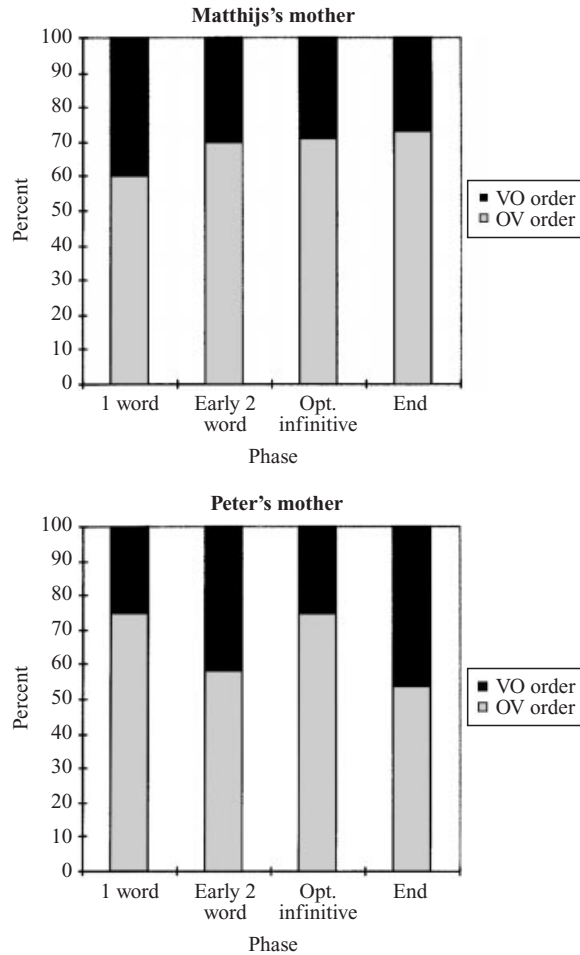 Matthijs's mother
100
90
80
70
60
50
40
30
20
10
0
Percent
1 word
Early 2
word
Opt.
infinitive
End
Phase
VO order
OV order
Peter's mother
100
90
80
70
60
50
40
30
20
10
0
Percent
1 word
Early 2
word
Opt.
infinitive
End
Phase
VO order
OV order